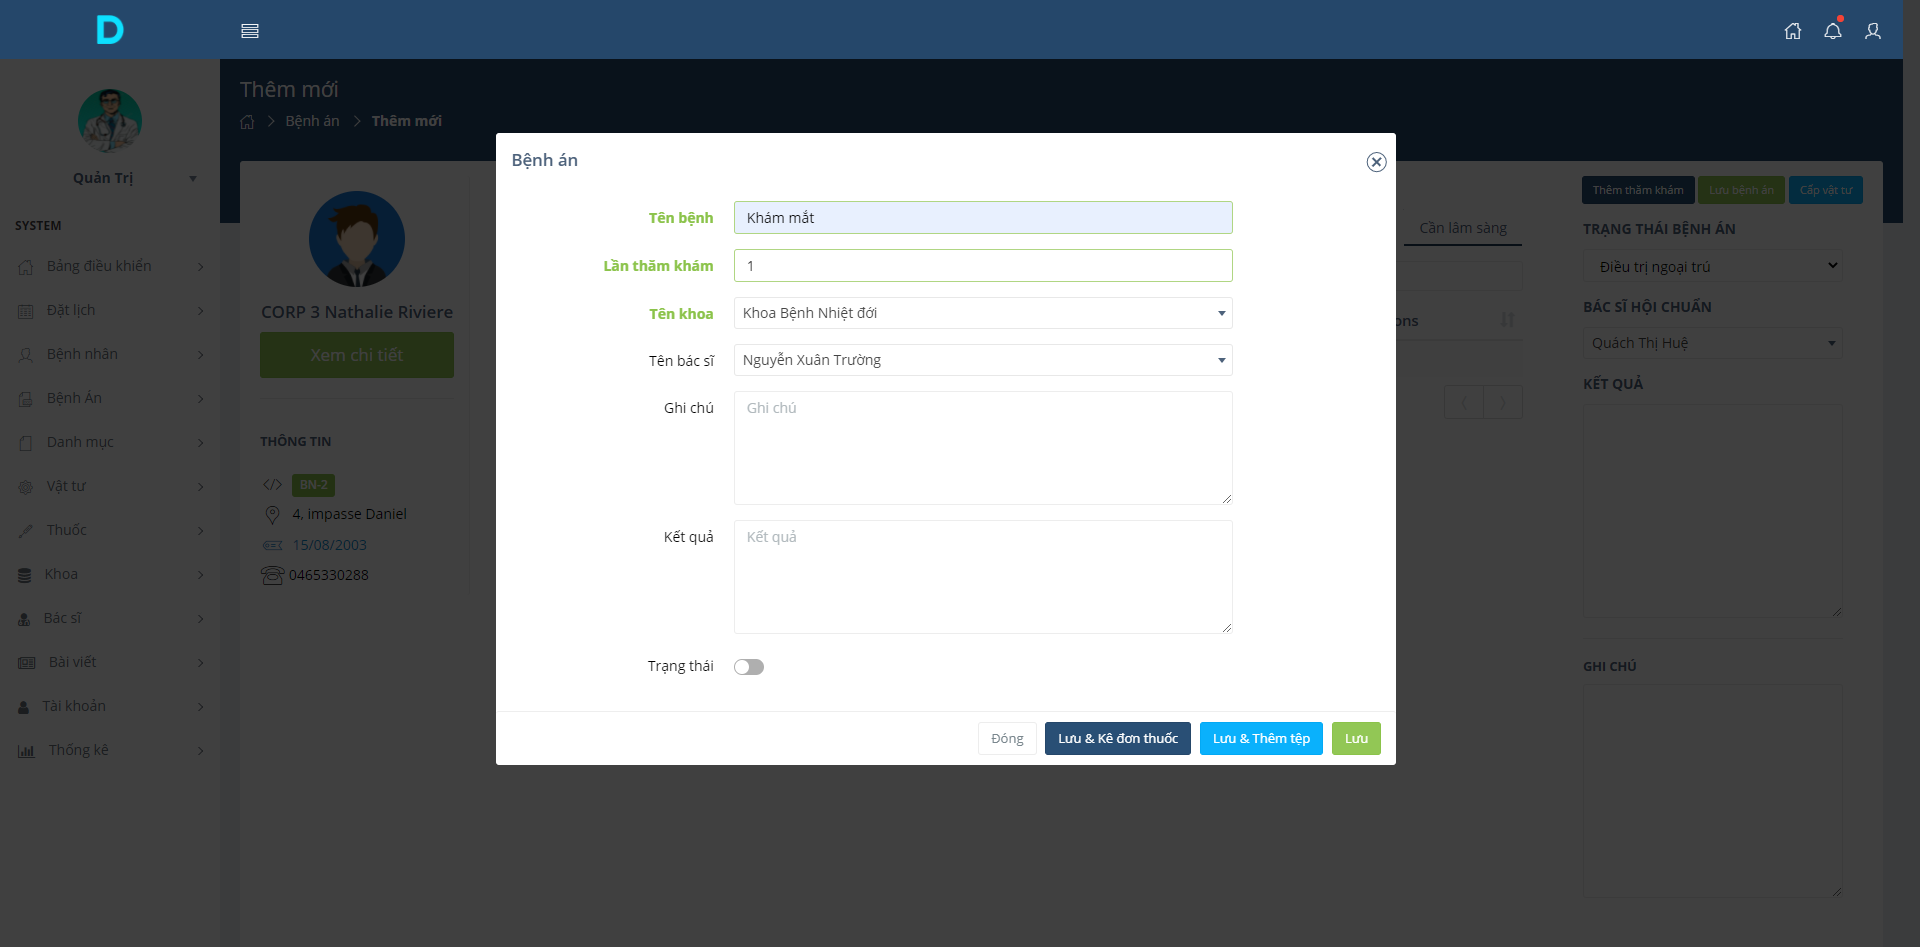 D
Thêm mới
Bệnh án
Thêm mới
Quản Trị
SYSTEM
Bảng điều khiển
Đặt lịch
Bệnh nhân
Bệnh Án
Danh mục
Vật tư
Thuốc
Khoa
Bác sĩ
Bài viết
Tài khoản
Thống kê
CORP 3 Nathalie Riviere
Xem chi tiết
THÔNG TIN
BN-2
4, impasse Daniel
15/08/2003
0465330288
Bệnh án
Tên bệnh
Khám mắt
Lần thăm khám
1
Tên khoa
Khoa Bệnh Nhiệt đới
Tên bác sĩ
Nguyễn Xuân Trường
Ghi chú
Ghi chú
Kết quả
Kết quả
Trạng thái
Đóng
Lưu & Kê đơn thuốc
Lưu & Thêm tệp
Lưu
Cần lâm sàng
ons
Thêm thăm khám
Lưu bệnh án
Cấp vật tư
TRẠNG THÁI BỆNH ÁN
Điều trị ngoại trú
BÁC SĨ HỘI CHUẨN
Quách Thị Huệ
KẾT QUẢ
GHI CHÚ